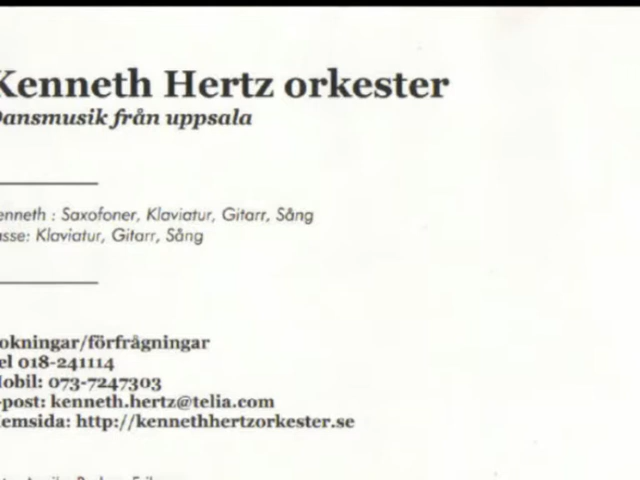 Kenneth Hertz orkester
Dansmusik från uppsala
enneth : Saxofoner, Klaviatur, Gitarr, Sång
sse: Klaviatur, Gitarr, Sång
okningar/förfrågningar
el 018-241114
obil: 073-7247303
-post: kenneth.hertz@telia.com
emsida: http://kennethhertzorkester.se